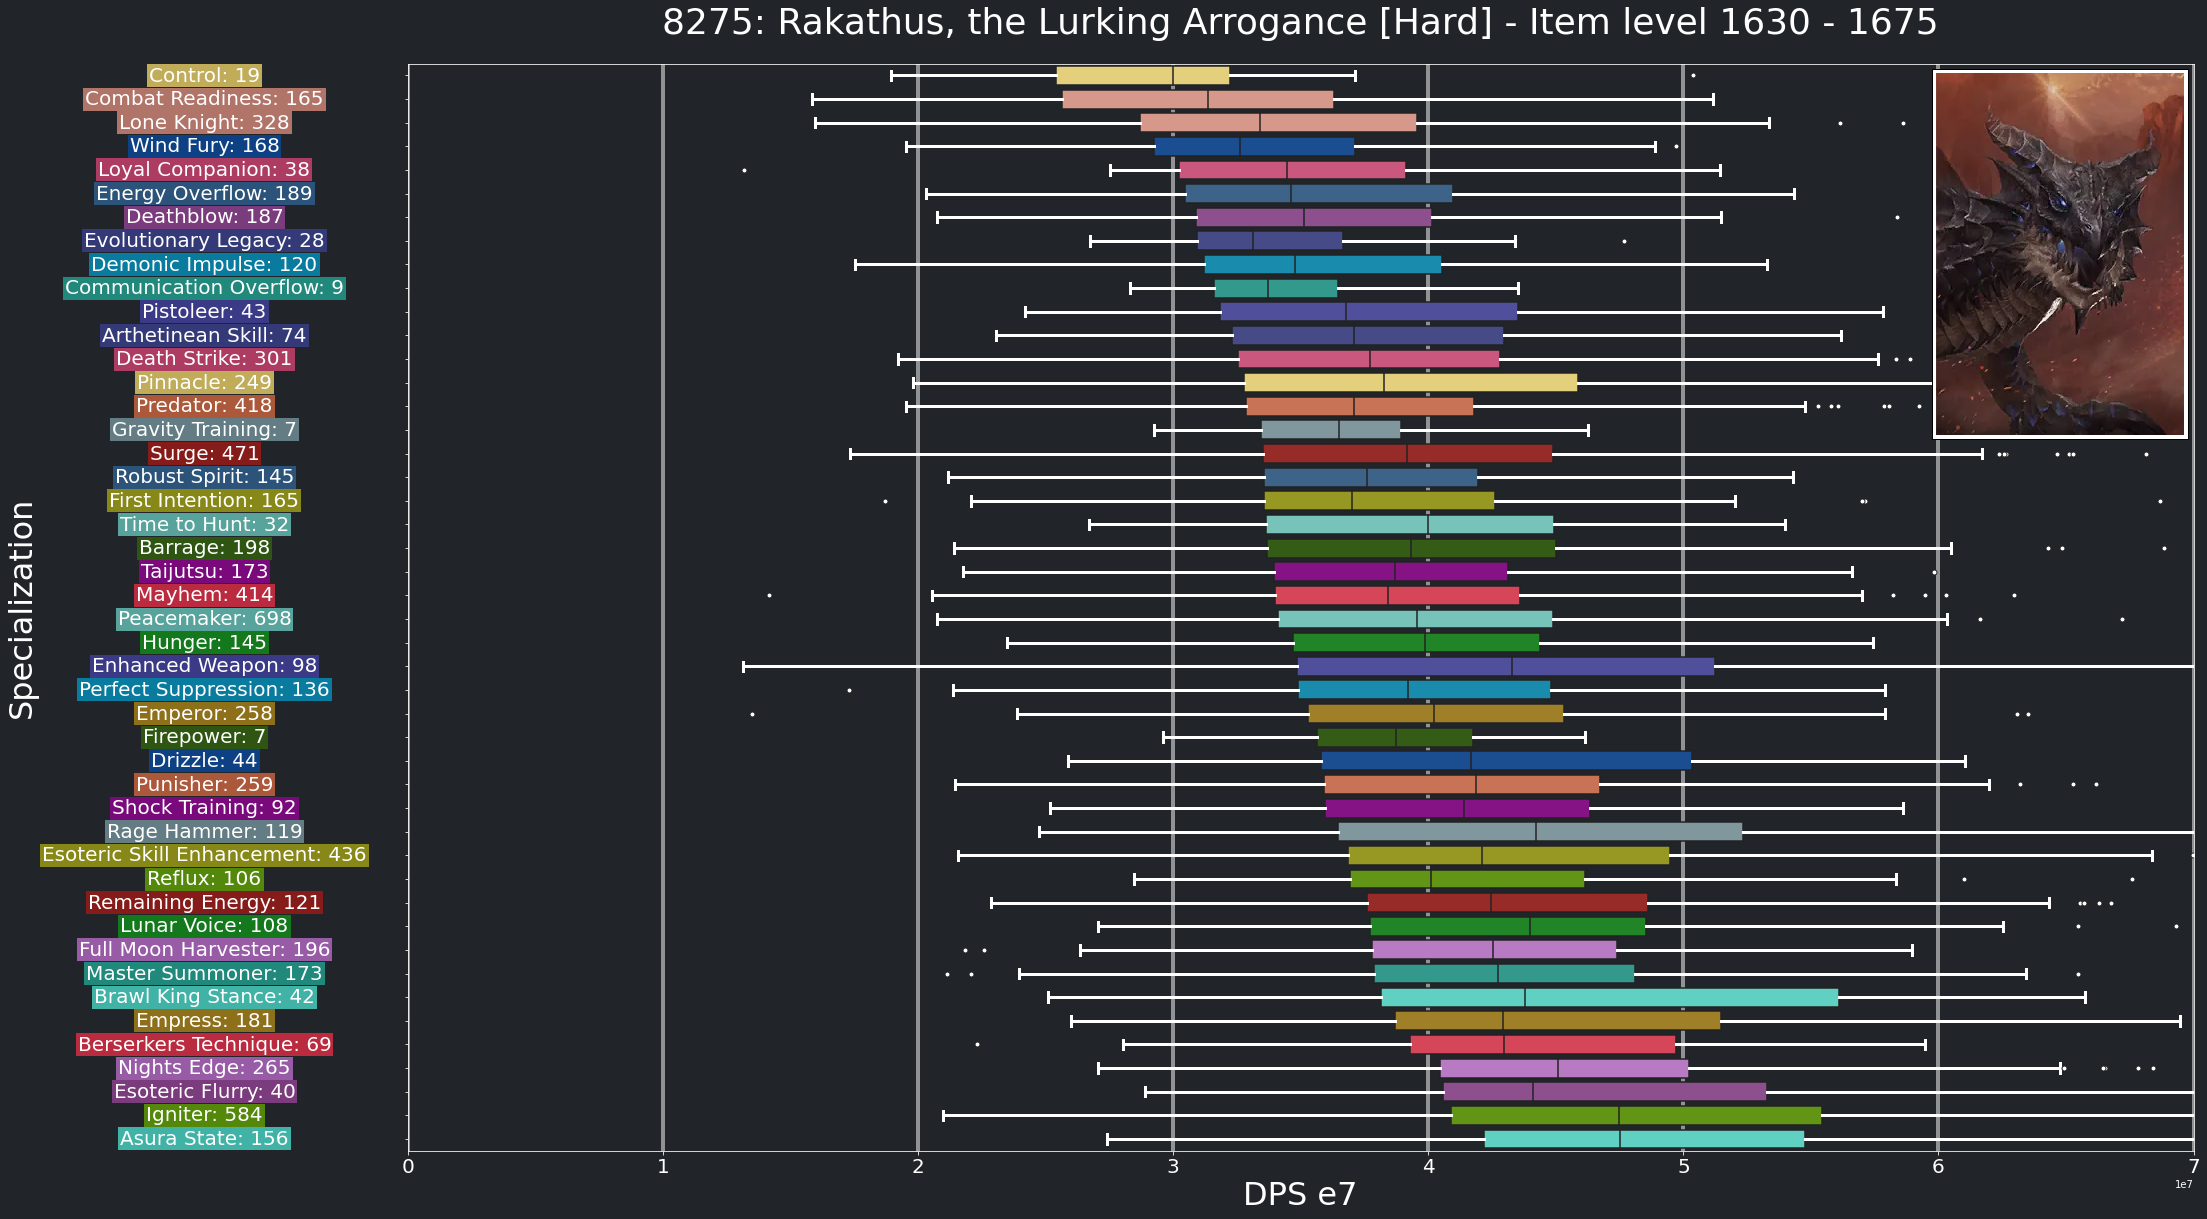 8275: Rakathus, the Lurking Arrogance [Hard] - Item level 1630 - 1675
Specialization
Control: 19
Combat Readiness: 165
Lone Knight: 328
Wind Fury: 168
Loyal Companion: 38
Energy Overflow: 189
Deathblow: 187
Evolutionary Legacy: 28
Demonic Impulse: 120
Communication Overflow: 9
Pistoleer: 43
Arthetinean Skill: 74
Death Strike: 301
Pinnacle: 249
Predator: 418
Gravity Training: 7
Surge: 471
Robust Spirit: 145
First Intention: 165
Time to Hunt: 32
Barrage: 198
Taijutsu: 173
Mayhem: 414
Peacemaker: 698
Hunger: 145
Enhanced Weapon: 98
Perfect Suppression: 136
Emperor: 258
Firepower: 7
Drizzle: 44
Punisher: 259
Shock Training: 92
Rage Hammer: 119
Esoteric Skill Enhancement: 436
Reflux: 106
Remaining Energy: 121
Lunar Voice: 108
Full Moon Harvester: 196
Master Summoner: 173
Brawl King Stance: 42
Empress: 181
Berserkers Technique: 69
Nights Edge: 265
Esoteric Flurry: 40
Igniter: 584
Asura State: 156
0 1 2 3 4 5 6 7
1e7
DPS e7